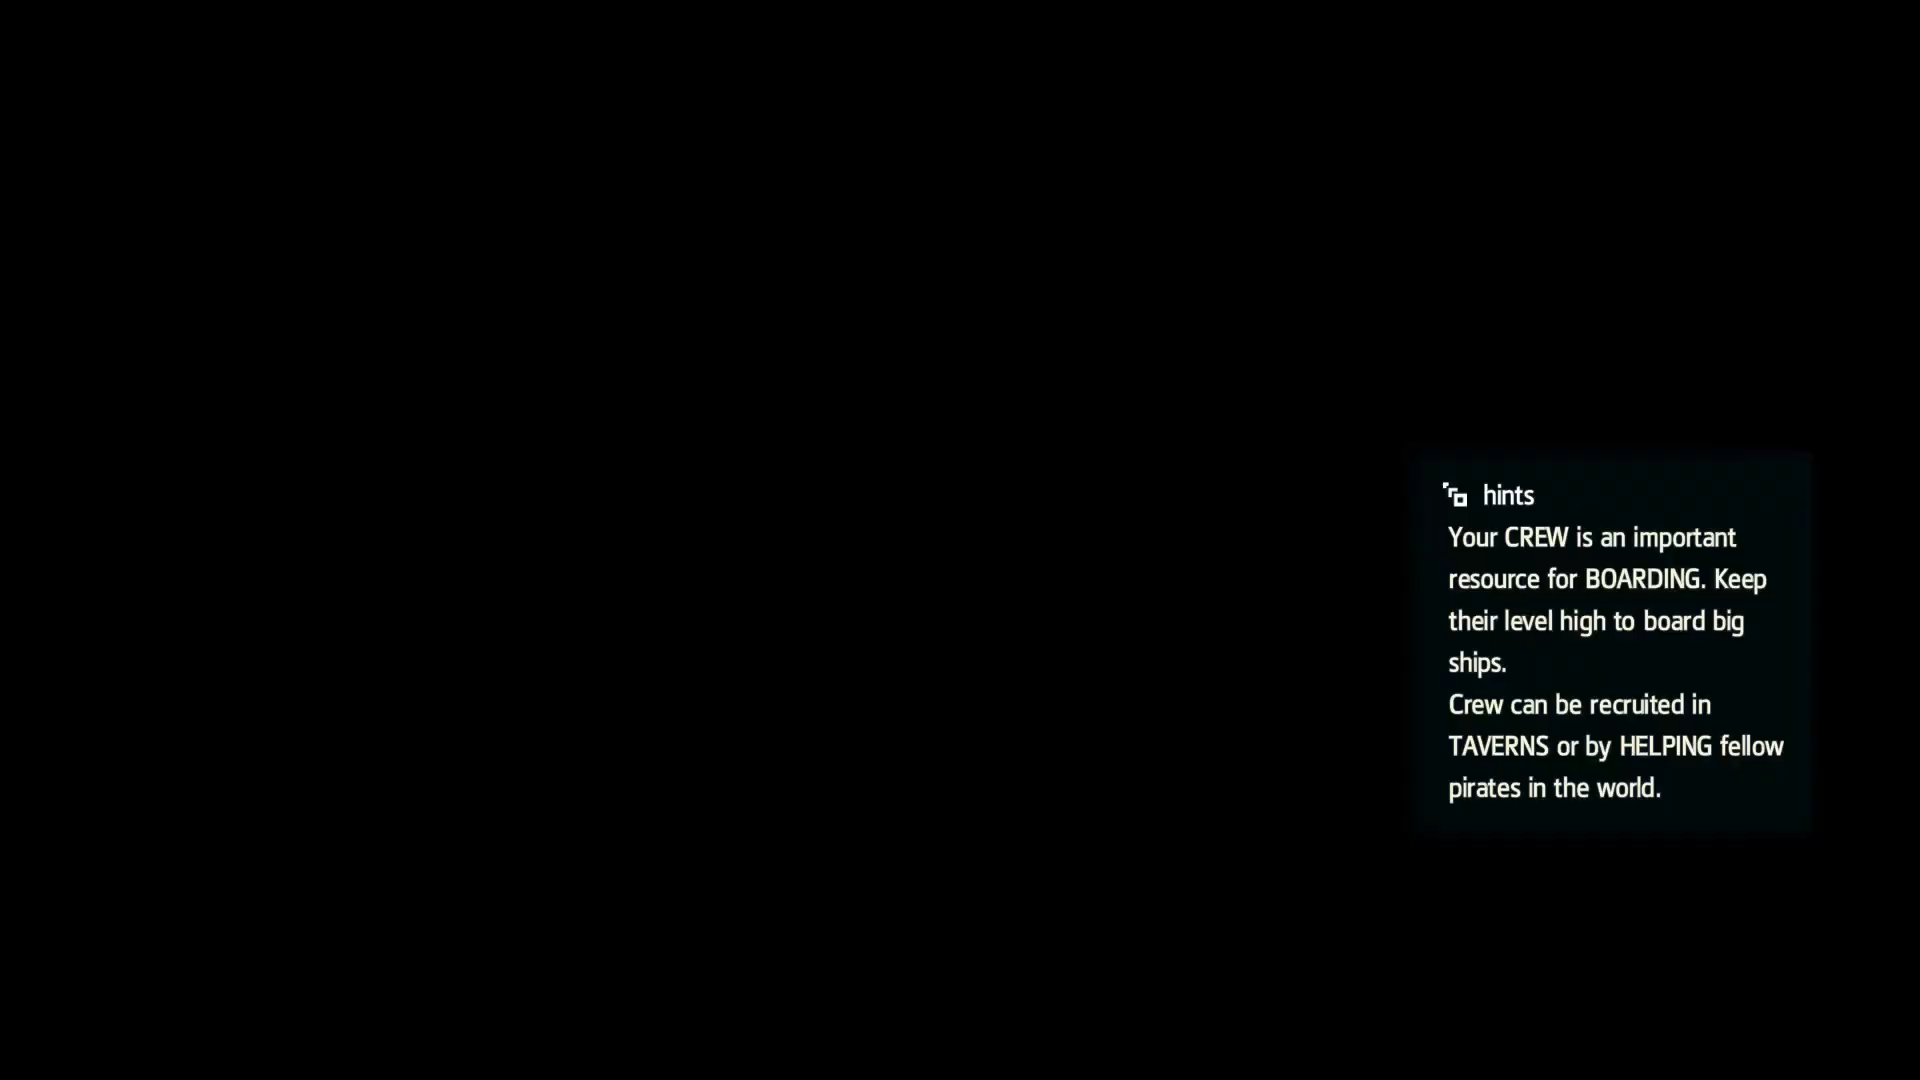 hints
Your CREW is an important
resource for BOARDING. Keep
their level high to board big
ships.
Crew can be recruited in
TAVERNS or by HELPING fellow
pirates in the world.